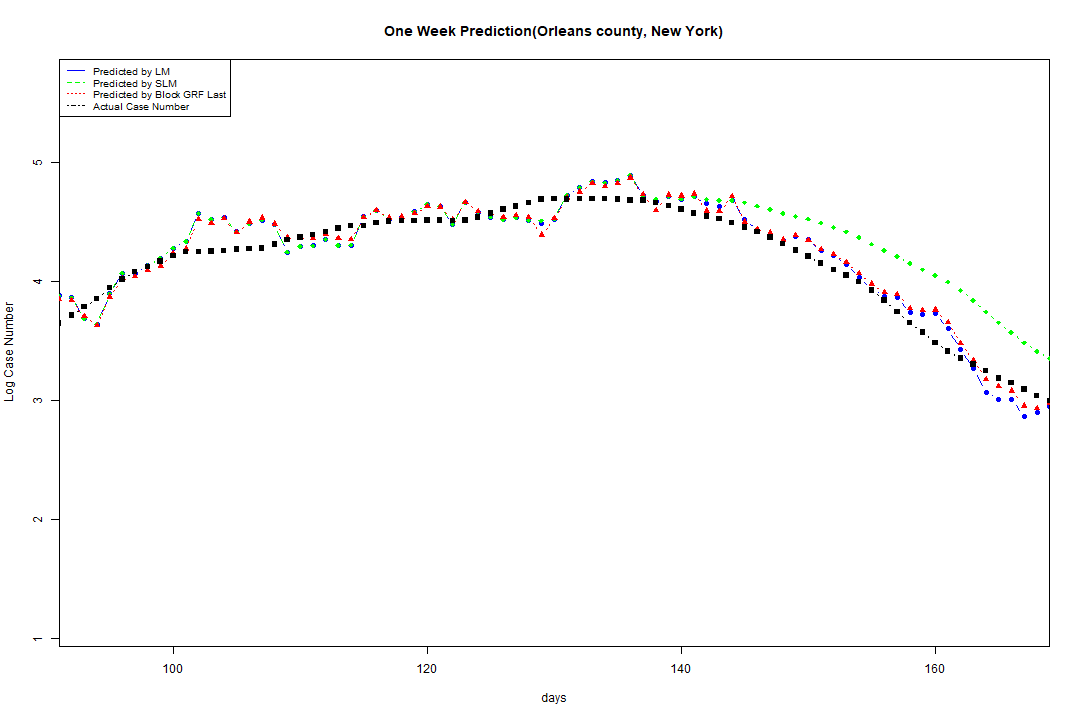 One Week Prediction(Orleans county, New York)
Predicted by LM
Predicted by SLM
Predicted by Block GRF Last
Actual Case Number
5
4
3
2
1
Log Case Number
100 120 140 160
days